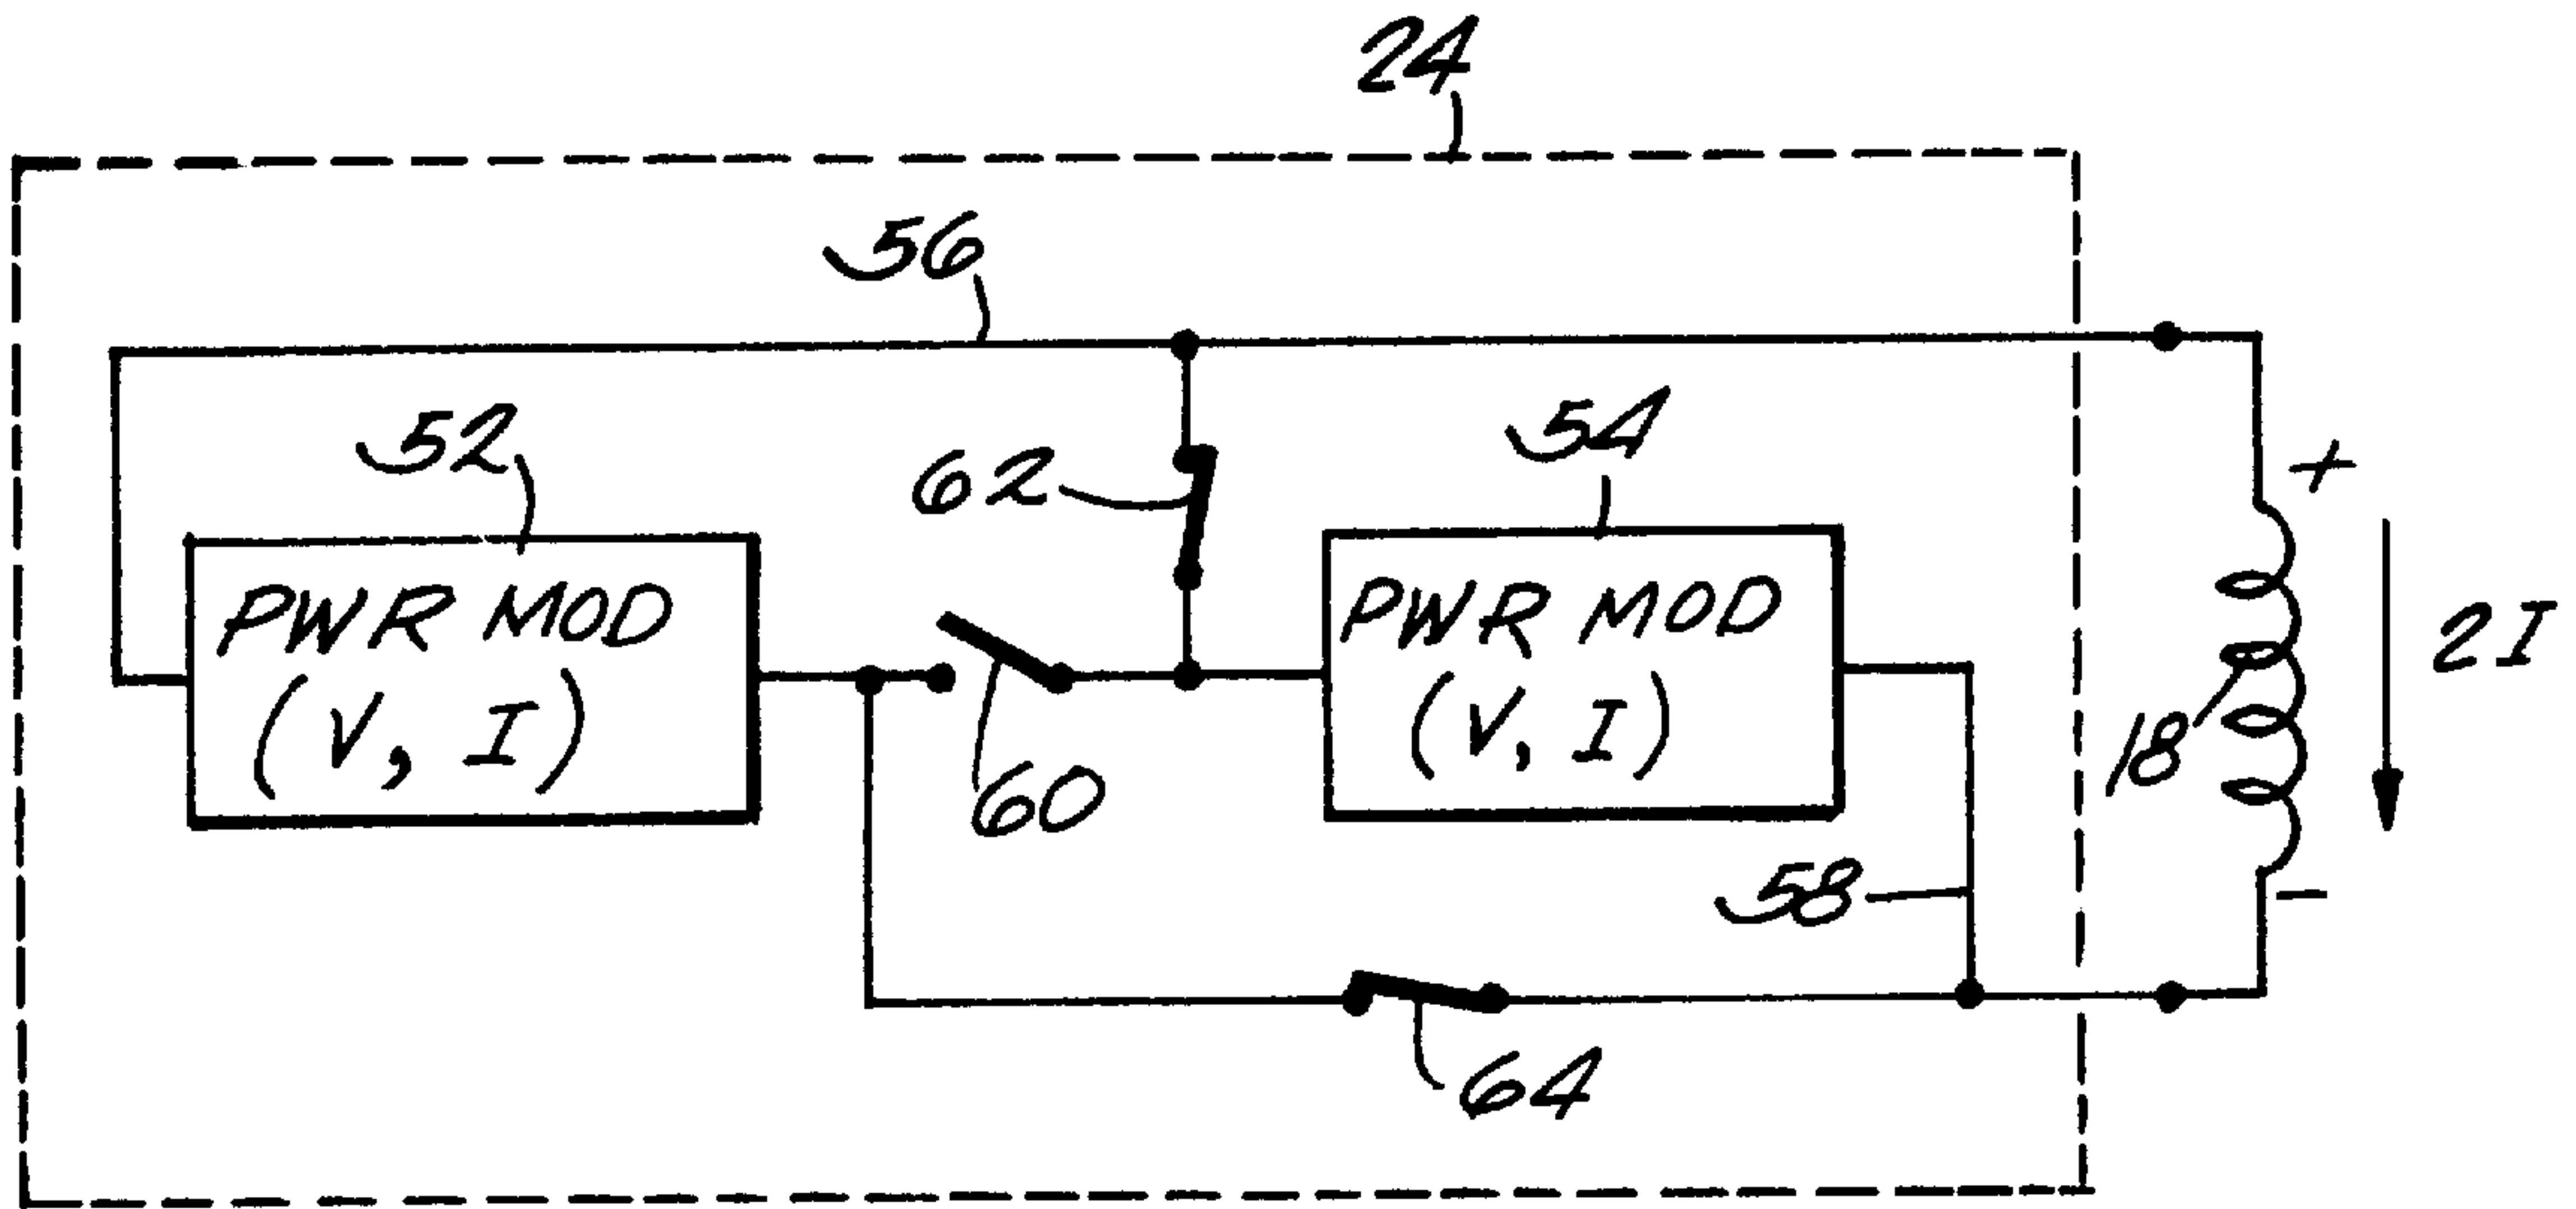 24
56
52
54
62
+
PWR MOD
(V, I)
PWR MOD
(V, I)
2I
18
60
58
-
64